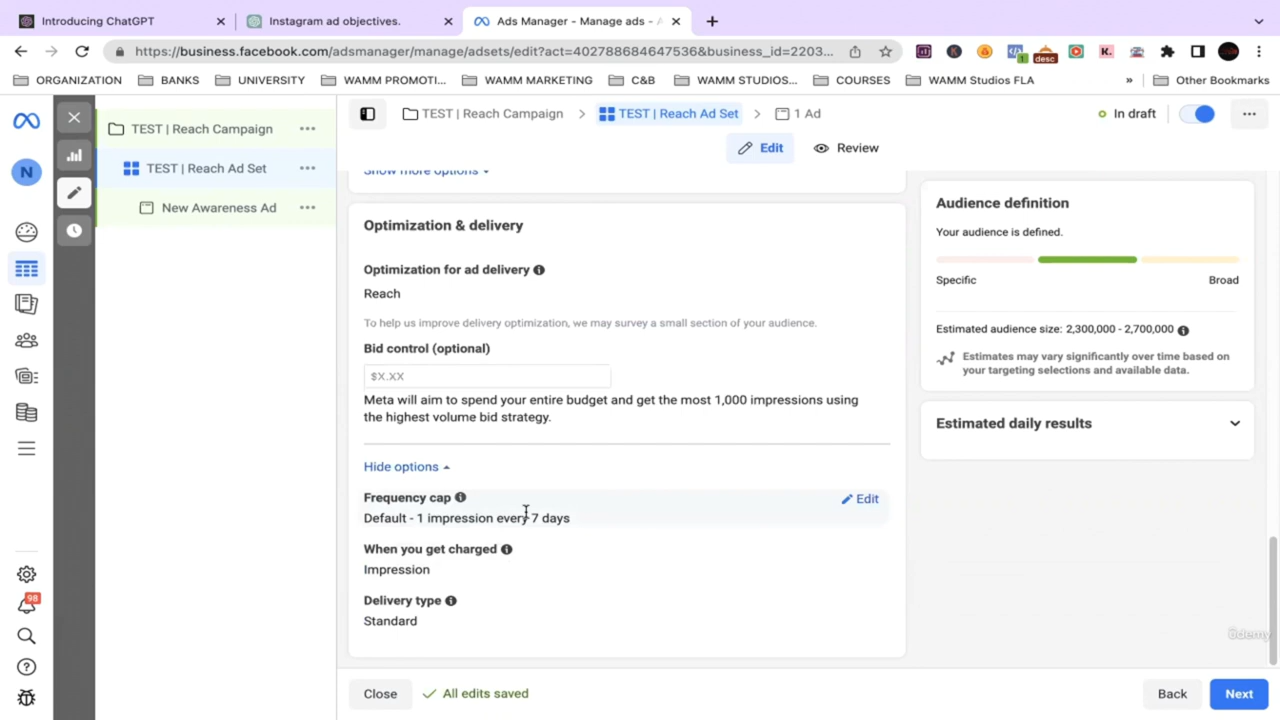 Introducing ChatGPT
Instagram ad objectives.
Ads Manager - Manage ads - A
https://business.facebook.com/adsmanager/manage/adsets/edit?act=402788684647536&business_id=2203...
1
desc
K.
ORGANIZATION
BANKS
UNIVERSITY
WAMM PROMOTI...
WAMM MARKETING
C&B
WAMM STUDIOS...
COURSES
WAMM Studios FLA
»
Other Bookmarks
TEST | Reach Campaign
TEST | Reach Ad Set
New Awareness Ad
N
98
TEST | Reach Campaign > TEST | Reach Ad Set > 1 Ad
In draft
Edit
Review
Show more options
Optimization & delivery
Optimization for ad delivery
Reach
To help us improve delivery optimization, we may survey a small section of your audience.
Bid control (optional)
$X.XX
Meta will aim to spend your entire budget and get the most 1,000 impressions using
the highest volume bid strategy.
Hide options
Frequency cap
Edit
Default - 1 impression every 7 days
When you get charged
Impression
Delivery type
Standard
Audience definition
Your audience is defined.
Specific
Broad
Estimated audience size: 2,300,000 - 2,700,000
Estimates may vary significantly over time based on
your targeting selections and available data.
Estimated daily results
ûdemy
Close
All edits saved
Back
Next